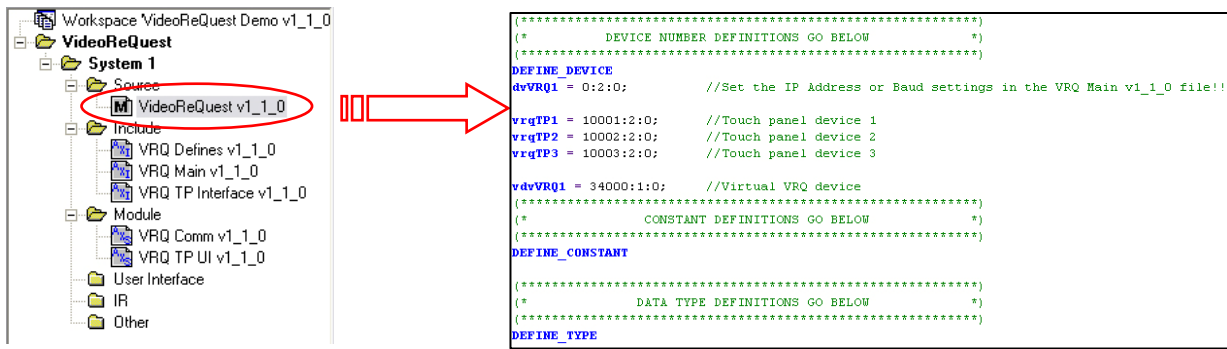 Workspace 'VideoReQuest Demo v1_1_0
VideoReQuest
System 1
Source
VideoReQuest v1_1_0
Include
VRQ Defines v1_1_0
VRQ Main v1_1_0
VRQ TP Interface v1_1_0
Module
VRQ Comm v1_1_0
VRQ TP UI v1_1_0
User Interface
IR
Other
(***********************************************************)
(* DEVICE NUMBER DEFINITIONS GO BELOW *)
(***********************************************************)
DEFINE_DEVICE
dvVRQ1 = 0:2:0; //Set the IP Address or Baud settings in the VRQ Main v1_1_0 file!!
vrqTP1 = 10001:2:0; //Touch panel device 1
vrqTP2 = 10002:2:0; //Touch panel device 2
vrqTP3 = 10003:2:0; //Touch panel device 3
vdvVRQ1 = 34000:1:0; //Virtual VRQ device
(***********************************************************)
(* CONSTANT DEFINITIONS GO BELOW *)
(***********************************************************)
DEFINE_CONSTANT
(***********************************************************)
(* DATA TYPE DEFINITIONS GO BELOW *)
(***********************************************************)
DEFINE_TYPE